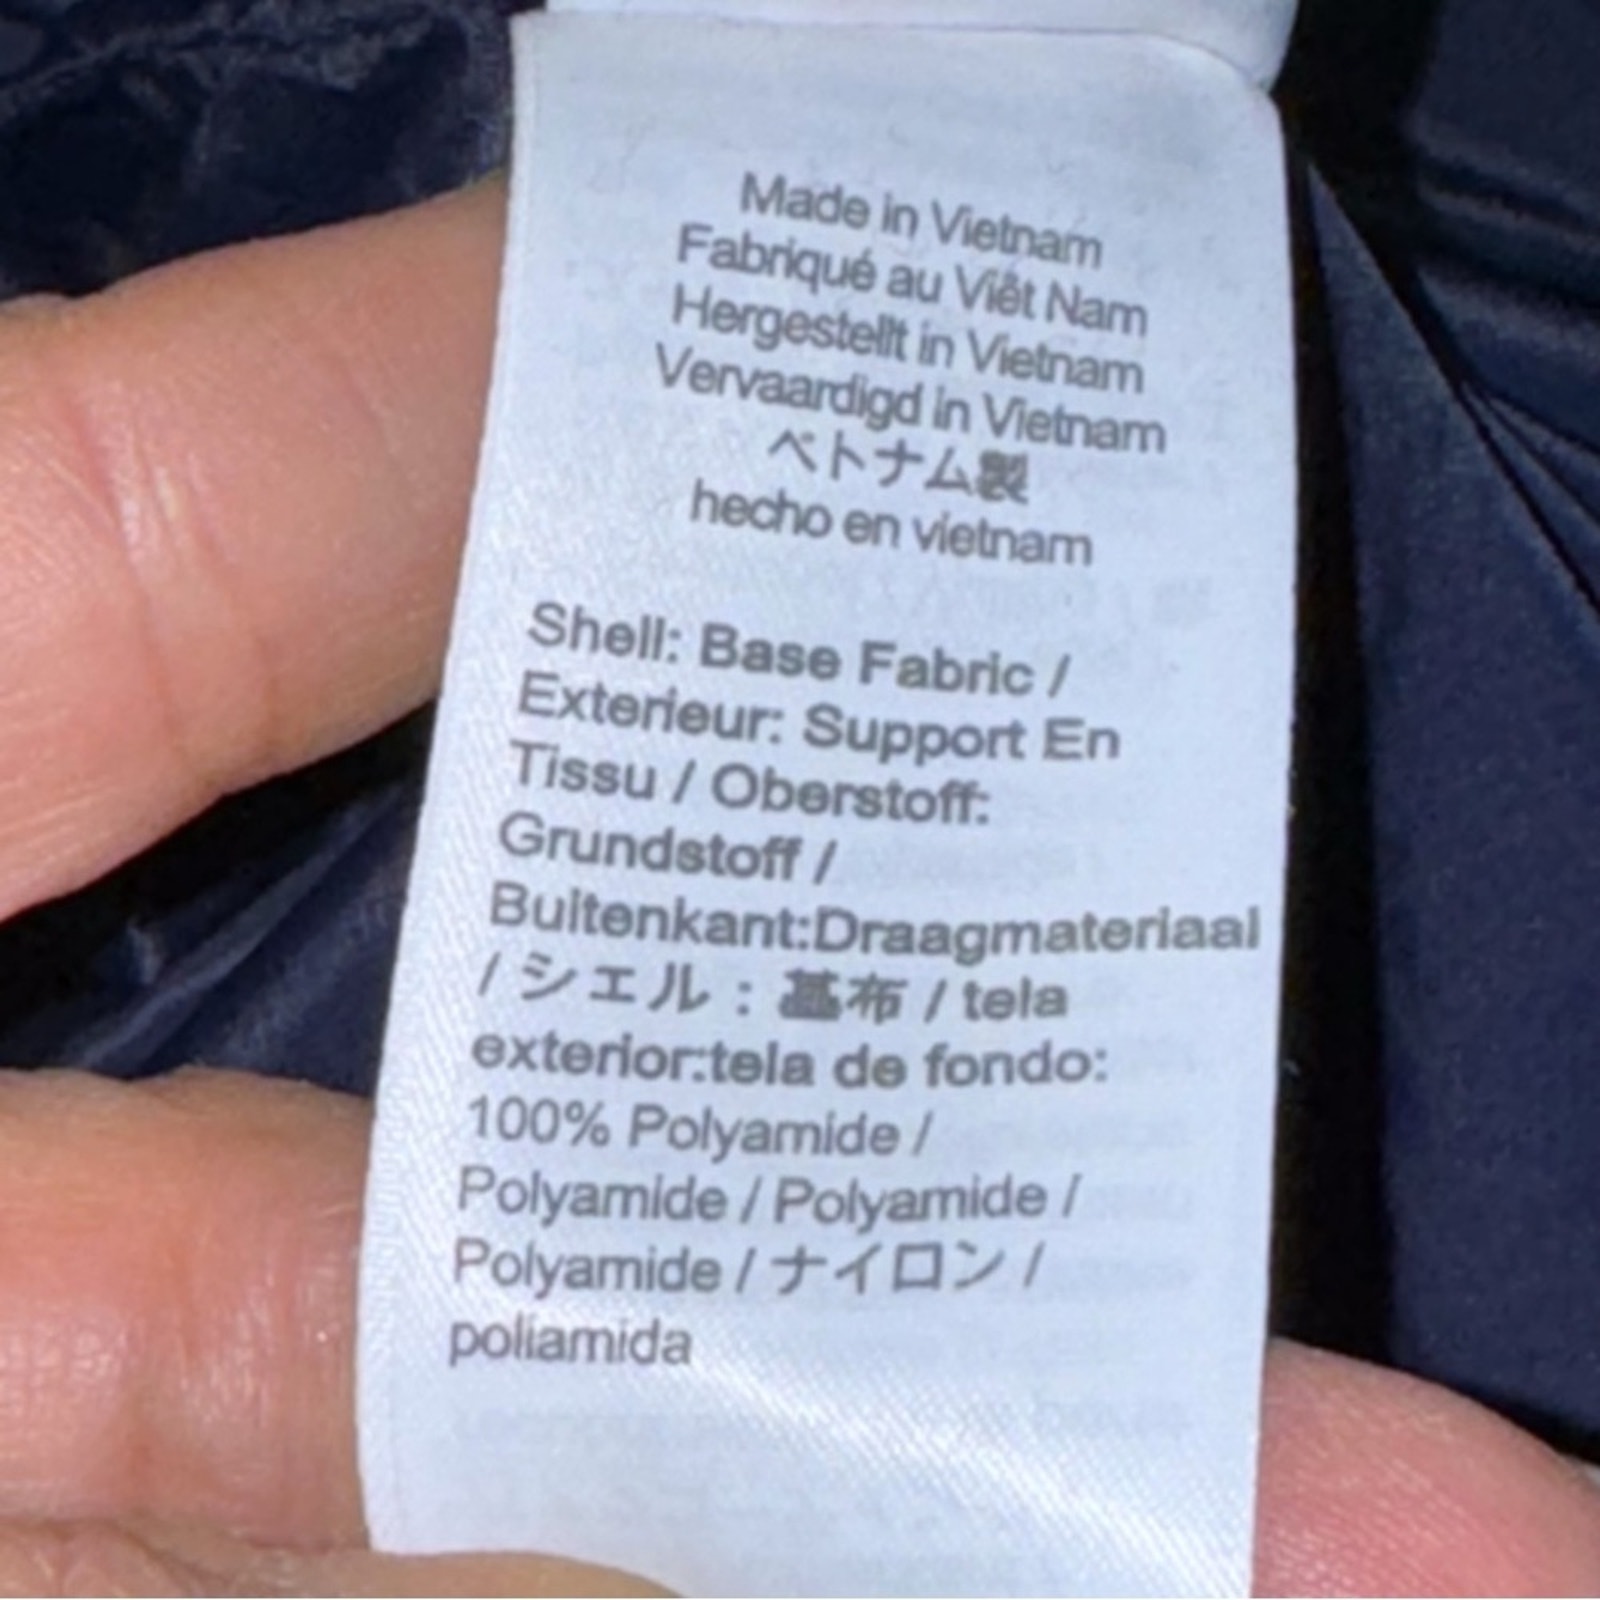 Made in Vietnam
Fabriqué au Viêt Nam
Hergestellt in Vietnam
Vervaardigd in Vietnam
ベトナム製
hecho en vietnam
Shell: Base Fabric /
Exterieur: Support En
Tissu / Oberstoff:
Grundstoff /
Buitenkant:Draagmateriaal
/ シェル：基布 / tela
exterior:tela de fondo:
100% Polyamide /
Polyamide / Polyamide /
Polyamide / ナイロン /
poliamida